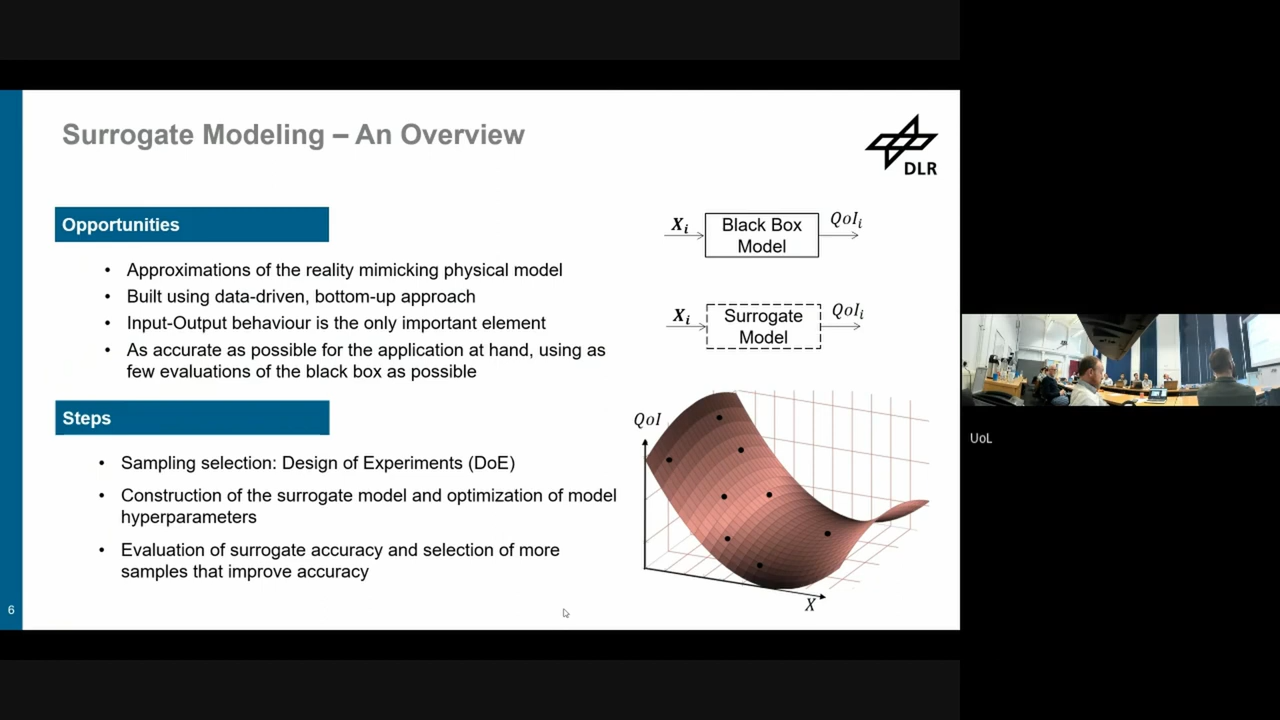 Surrogate Modeling – An Overview
DLR
Opportunities
• Approximations of the reality mimicking physical model
• Built using data-driven, bottom-up approach
• Input-Output behaviour is the only important element
• As accurate as possible for the application at hand, using as
few evaluations of the black box as possible
Steps
• Sampling selection: Design of Experiments (DoE)
• Construction of the surrogate model and optimization of model
hyperparameters
• Evaluation of surrogate accuracy and selection of more
samples that improve accuracy
X_i
Black Box
Model
QoI_i
X_i
Surrogate
Model
QoI_i
QoI
X
6
UoL